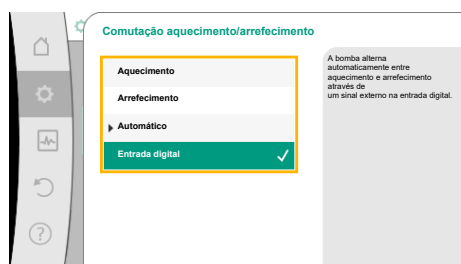 Comutação aquecimento/arrefecimento
Aquecimento
Arrefecimento
Automático
Entrada digital
A bomba alterna
automaticamente entre
aquecimento e arrefecimento
através de
um sinal externo na entrada digital.
?